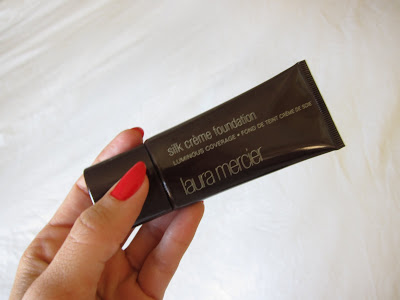 silk crème foundation
LUMINOUS COVERAGE • FOND DE TEINT CRÈME DE SOIE
laura mercier